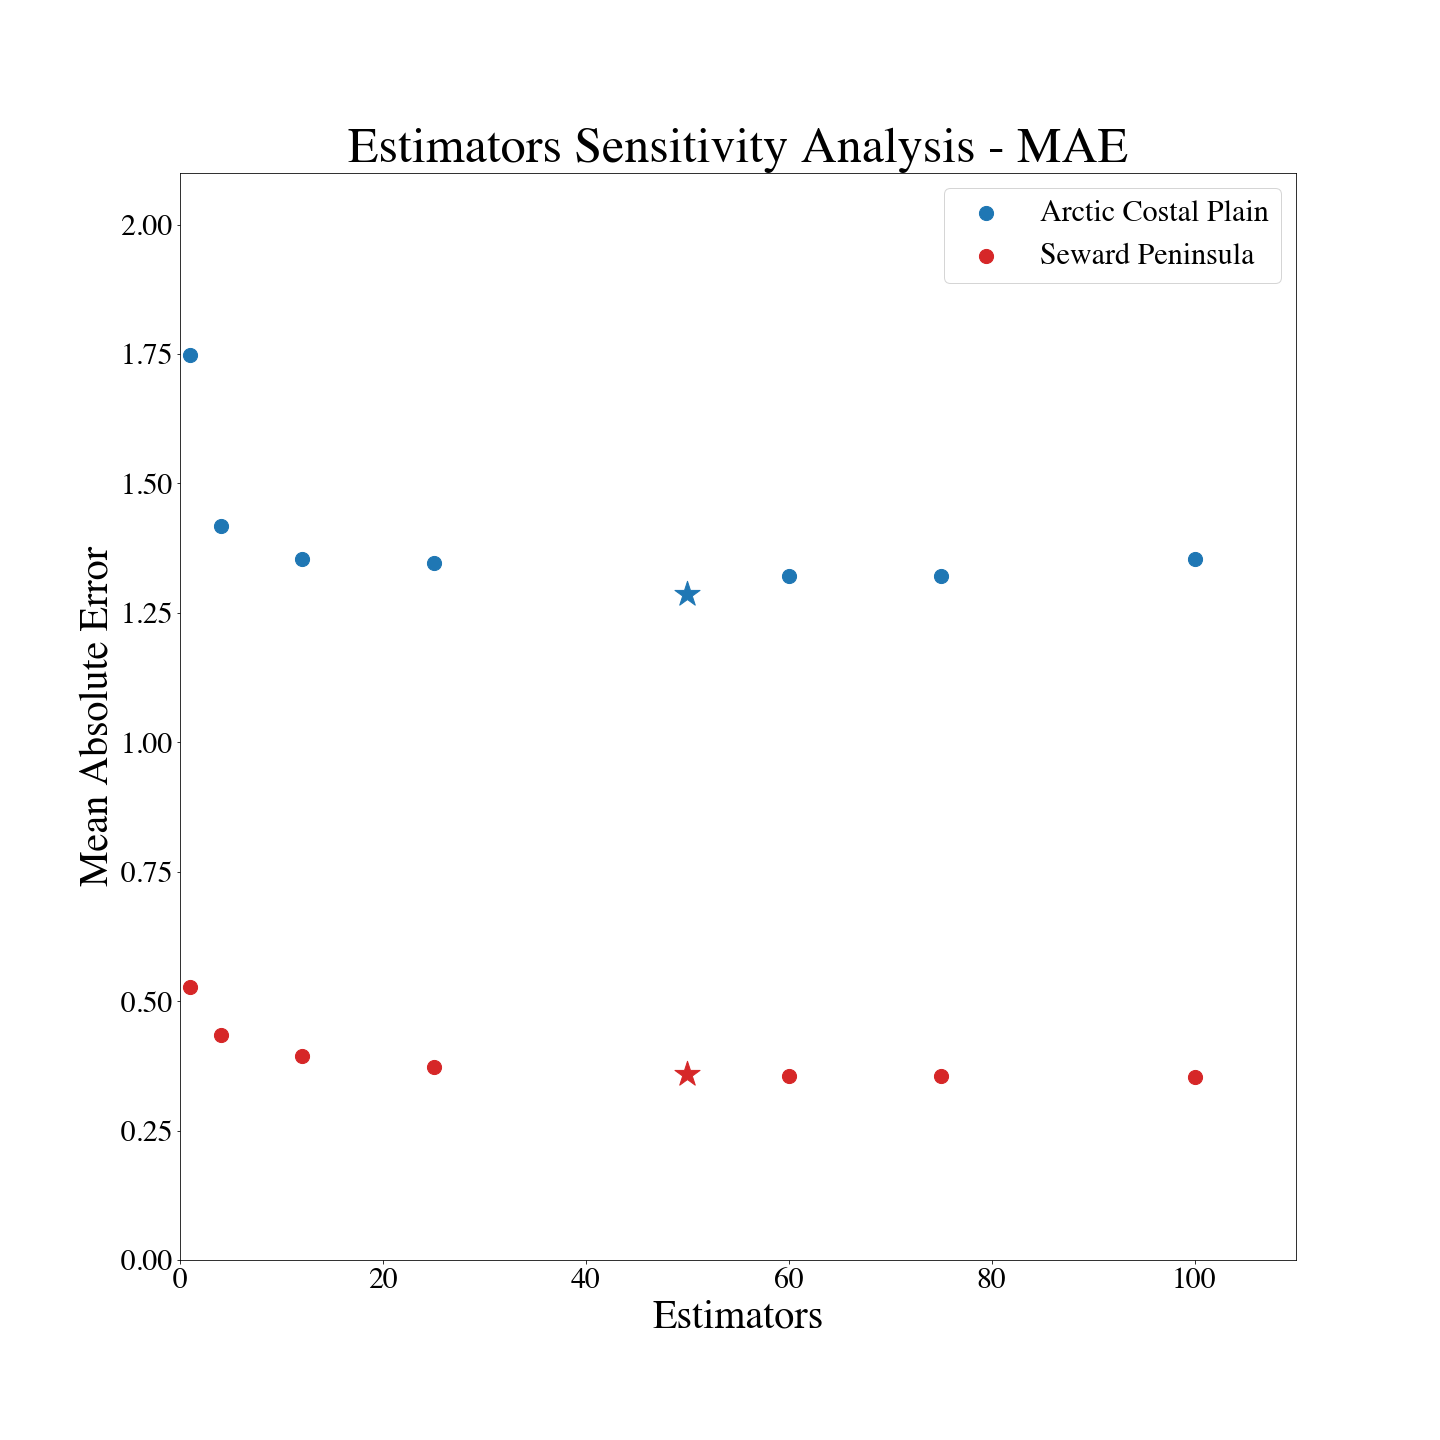 Estimators Sensitivity Analysis - MAE
Arctic Costal Plain
Seward Peninsula
Mean Absolute Error
2.00
1.75
1.50
1.25
1.00
0.75
0.50
0.25
0.00
0 20 40 60 80 100
Estimators